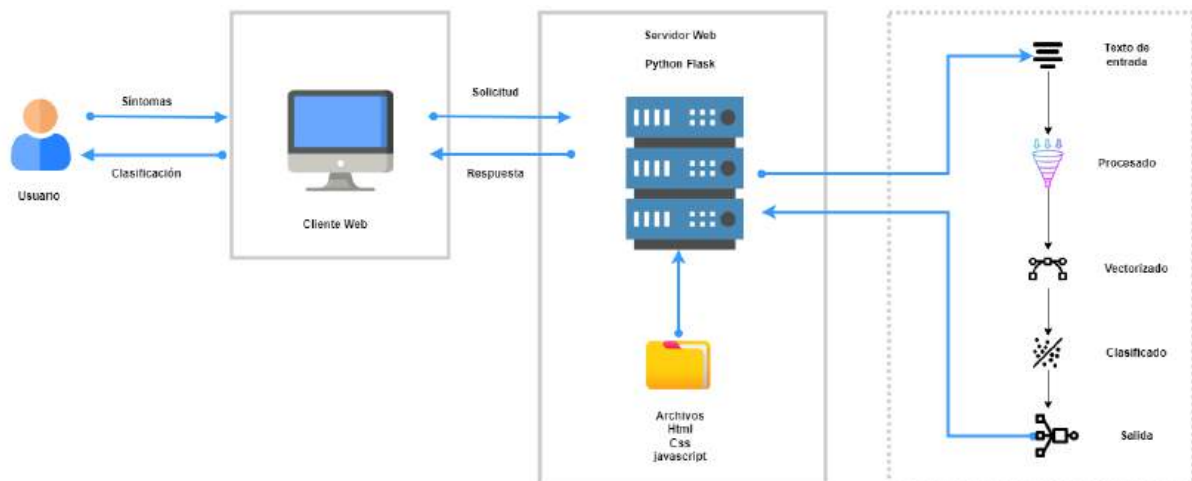 Síntomas
Clasificación
Usuario
Cliente Web
Solicitud
Respuesta
Servidor Web
Python Flask
Archivos
Html
Css
javascript
Texto de
entrada
Procesado
Vectorizado
Clasificado
Salida